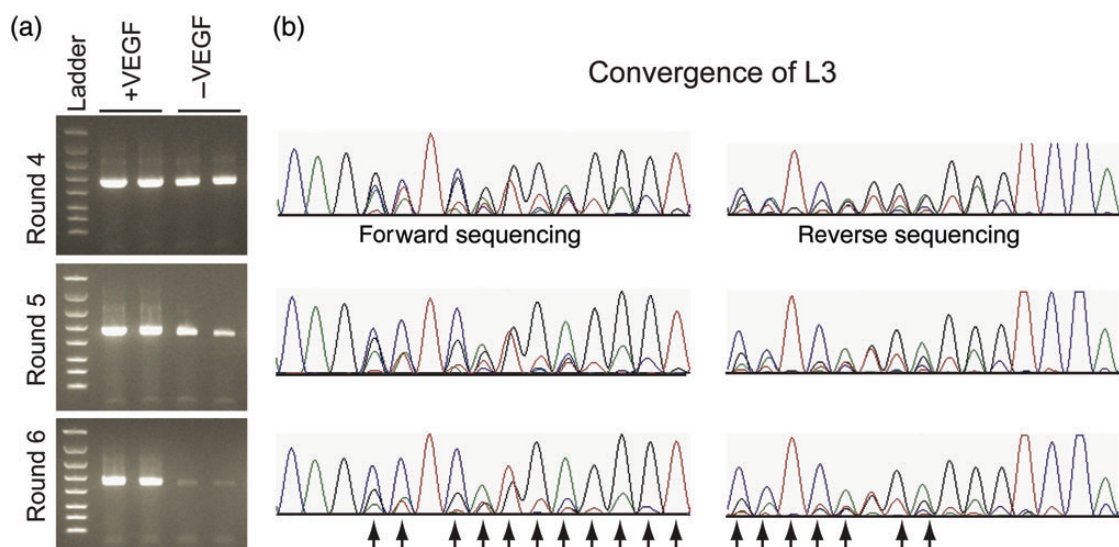 (a)
Ladder
+VEGF
–VEGF
Round 4
Round 5
Round 6
(b)
Convergence of L3
Forward sequencing
Reverse sequencing